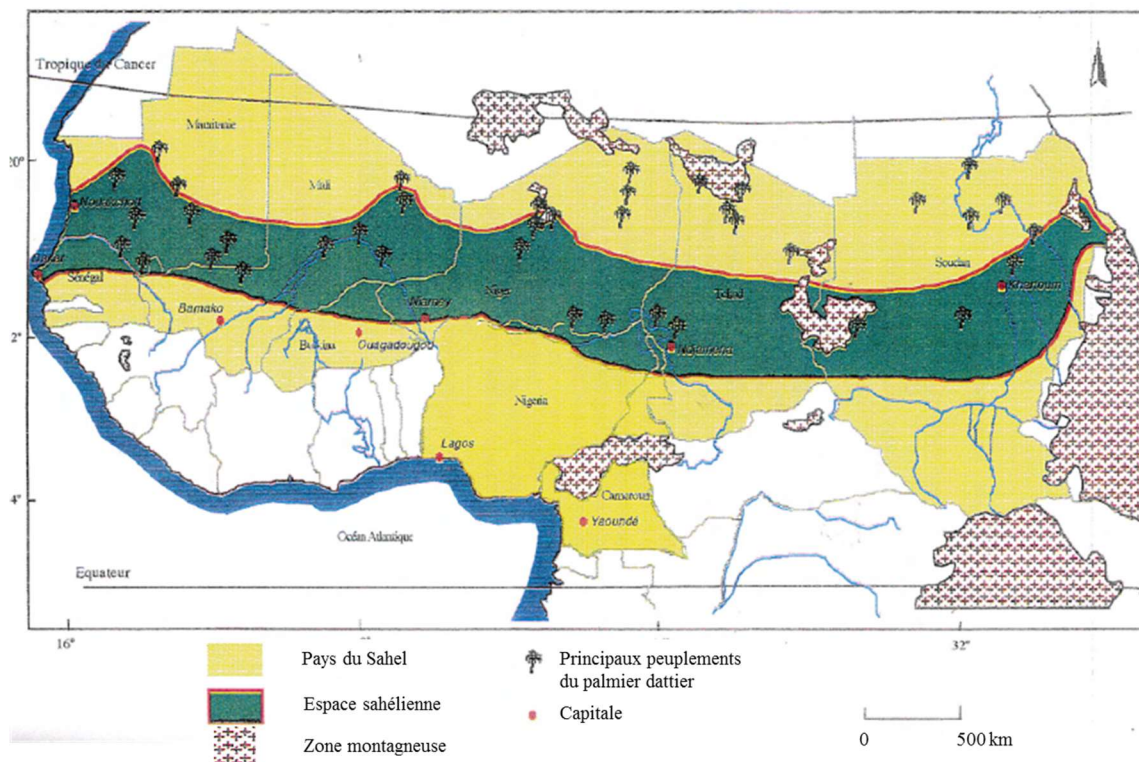 Tropique du Cancer
Mauritanie
20°
Mali
Nouakchott
Soudan
Khartoum
Dakar
Sénégal
Niger
Tchad
Bamako
Niamey
2°
Burkina
Ouagadougou
Ndjamena
Nigeria
Lagos
4°
Cameroun
Yaoundé
Océan Atlantique
Equateur
16°
32°
Pays du Sahel
Principaux peuplements
du palmier dattier
Espace sahélienne
Capitale
Zone montagneuse
0
500 km